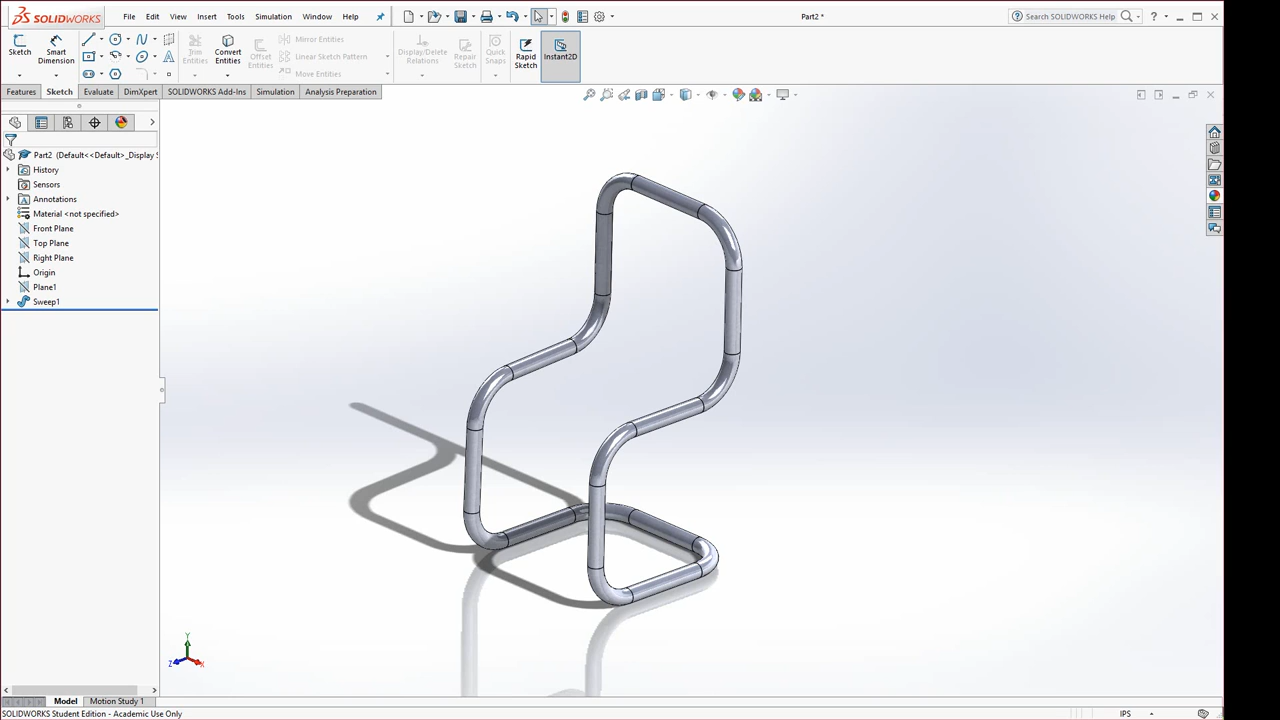 SOLIDWORKS File Edit View Insert Tools Simulation Window Help Part2 * Search SOLIDWORKS Help
Sketch Smart Dimension Trim Entities Convert Entities Offset Entities Mirror Entities Display/Delete Relations Repair Sketch Quick Snaps Rapid Sketch Instant2D
Linear Sketch Pattern
Move Entities
Features Sketch Evaluate DimXpert SOLIDWORKS Add-Ins Simulation Analysis Preparation
Part2 (Default<<Default>_Display S
History
Sensors
Annotations
Material <not specified>
Front Plane
Top Plane
Right Plane
Origin
Plane1
Sweep1
Y
Z X
Model Motion Study 1
SOLIDWORKS Student Edition - Academic Use Only IPS